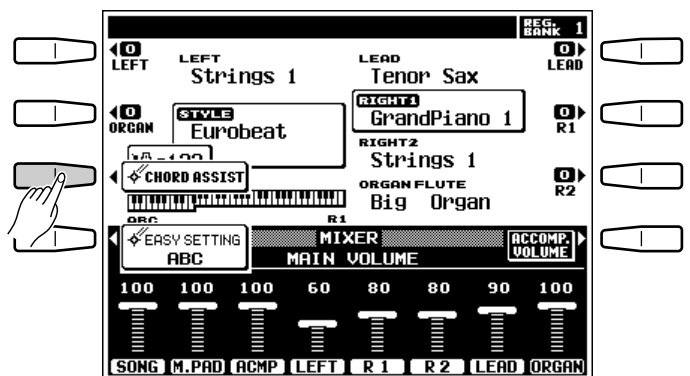 REG. BANK 1
0 LEFT
LEFT
Strings 1
LEAD
Tenor Sax
0 LEAD
0 ORGAN
STYLE
Eurobeat
RIGHT1
GrandPiano 1
0 R1
RIGHT2
Strings 1
CHORD ASSIST
ORGAN FLUTE
Big Organ
0 R2
ABC
R1
EASY SETTING
ABC
MIXER
MAIN VOLUME
ACCOMP. VOLUME
100 100 100 60 80 80 90 100
SONG M.PAD ACMP LEFT R 1 R 2 LEAD ORGAN